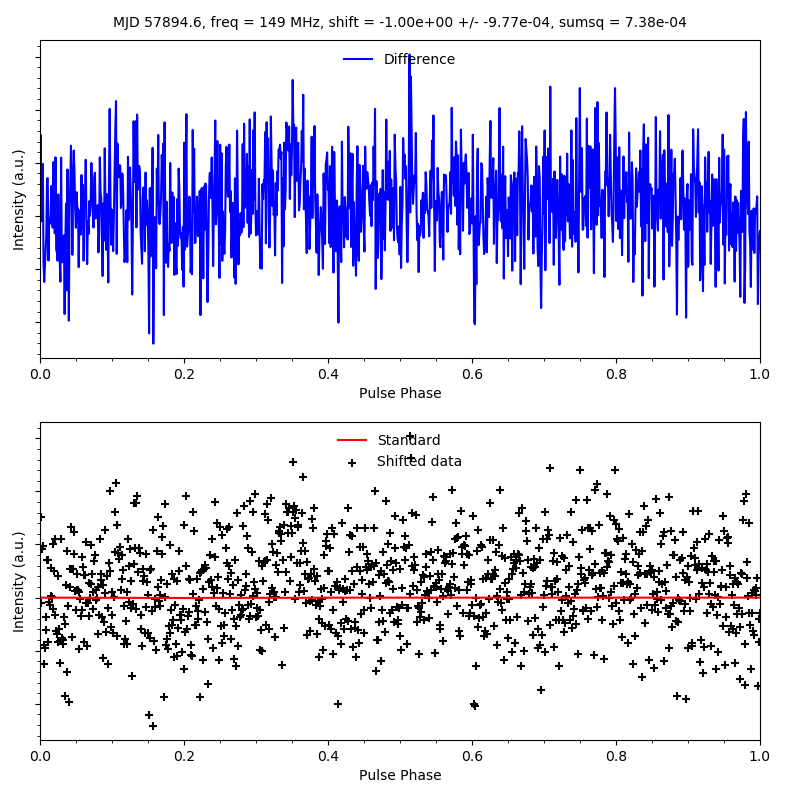 MJD 57894.6, freq = 149 MHz, shift = -1.00e+00 +/- -9.77e-04, sumsq = 7.38e-04
Difference
Intensity (a.u.)
0.0 0.2 0.4 0.6 0.8 1.0
Pulse Phase
Standard
Shifted data
Intensity (a.u.)
0.0 0.2 0.4 0.6 0.8 1.0
Pulse Phase